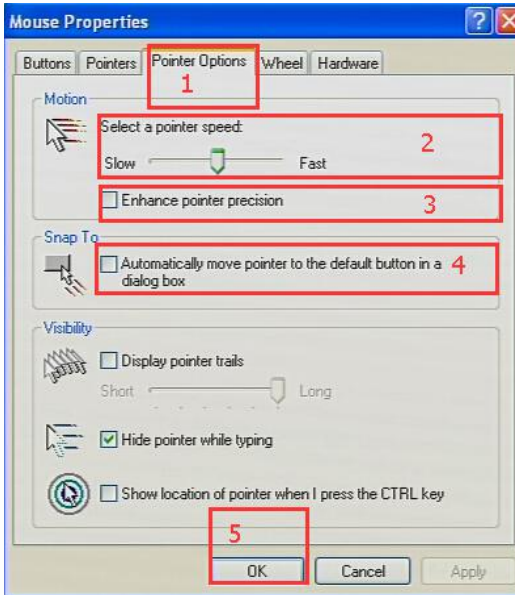 Mouse Properties
Buttons Pointers Pointer Options Wheel Hardware
1
Motion
Select a pointer speed:
2
Slow Fast
Enhance pointer precision
3
Snap To
Automatically move pointer to the default button in a
dialog box
4
Visibility
Display pointer trails
Short Long
Hide pointer while typing
Show location of pointer when I press the CTRL key
5
OK Cancel Apply